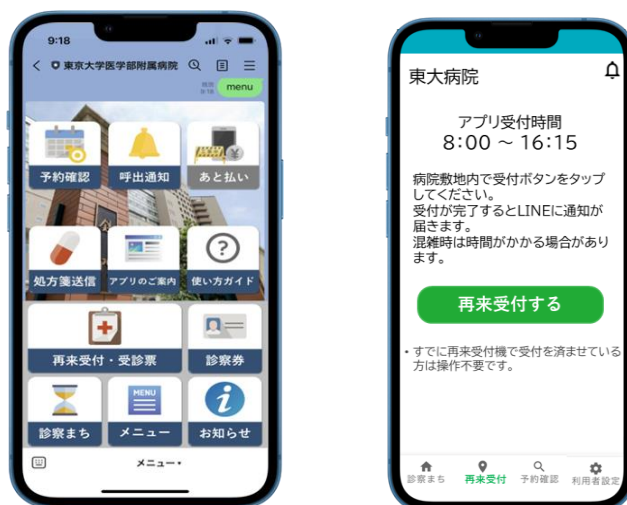 9:18
東京大学医学部附属病院
menu
9:18
予約確認
呼出通知
あと払い
処方箋送信
アプリのご案内
使い方ガイド
再来受付・受診票
診察券
MENU
診察まち
メニュー
お知らせ
メニュー・
東大病院
アプリ受付時間
8:00 ～ 16:15
病院敷地内で受付ボタンをタップ
してください。
受付が完了するとLINEに通知が
届きます。
混雑時は時間がかかる場合があり
ます。
再来受付する
・すでに再来受付機で受付を済ませている
方は操作不要です。
診察まち
再来受付
予約確認
利用者設定